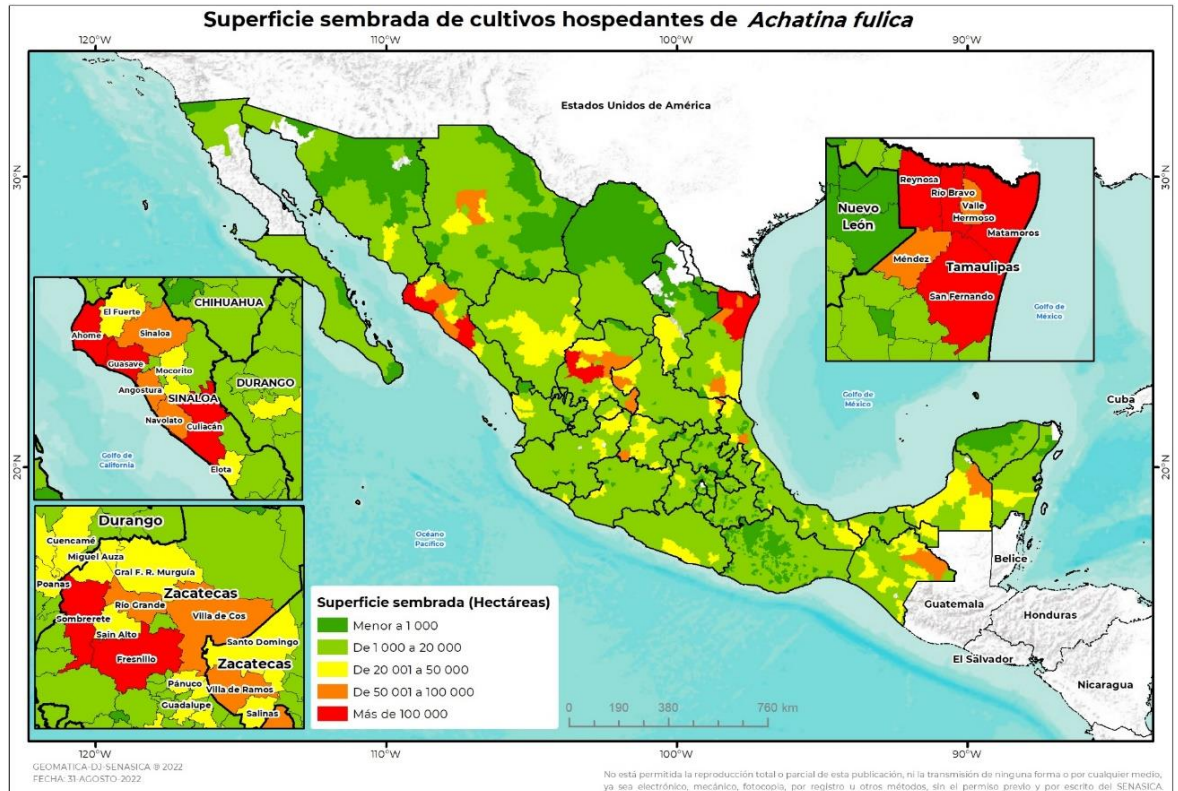 Superficie sembrada de cultivos hospedantes de Achatina fulica
120°W
110°W
100°W
90°W
30°N
20°N
Estados Unidos de América
Golfo de México
Cuba
Océano Pacífico
Belice
Guatemala
Honduras
El Salvador
Nicaragua
30°N
20°N
Reynosa
Río Bravo
Valle
Hermoso
Nuevo
León
Matamoros
Méndez
Tamaulipas
San Fernando
Golfo de
México
CHIHUAHUA
El Fuerte
Ahome
Sinaloa
Guasave
Mocorito
DURANGO
Angostura
SINALOA
Navolato
Culiacán
Elota
Golfo de
California
Durango
Cuencamé
Miguel Auza
Gral F. R. Murguía
Poanas
Zacatecas
Río Grande
Villa de Cos
Sombrerete
Sain Alto
Santo Domingo
Fresnillo
Zacatecas
Pánuco
Villa de Ramos
Guadalupe
Salinas
Superficie sembrada (Hectáreas)
Menor a 1 000
De 1 000 a 20 000
De 20 001 a 50 000
De 50 001 a 100 000
Más de 100 000
0 190 380 760 km
120°W
110°W
100°W
90°W
GEOMATICA-DJ-SENASICA ® 2022
FECHA: 31-AGOSTO-2022
No está permitida la reproducción total o parcial de esta publicación, ni la transmisión de ninguna forma o por cualquier medio,
ya sea electrónico, mecánico, fotocopia, por registro u otros métodos, sin el permiso previo y por escrito del SENASICA.